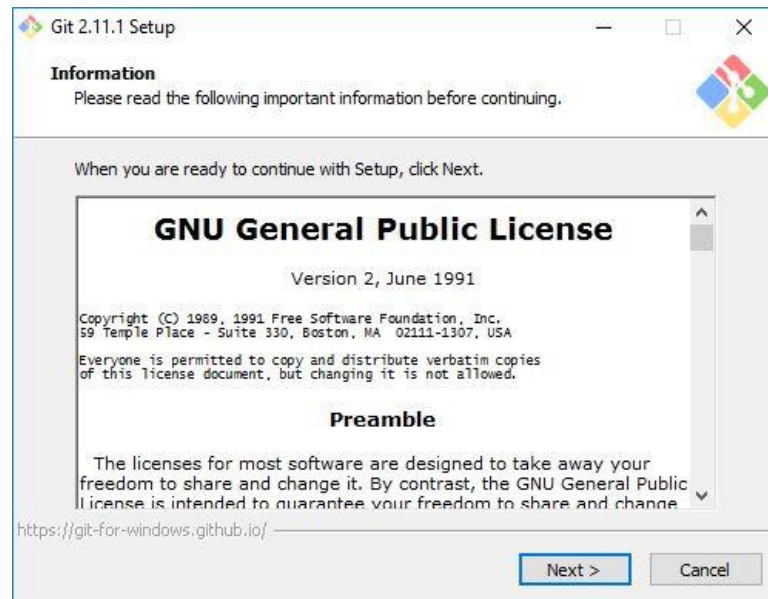 Git 2.11.1 Setup
Information
Please read the following important information before continuing.
When you are ready to continue with Setup, click Next.
GNU General Public License
Version 2, June 1991
Copyright (C) 1989, 1991 Free Software Foundation, Inc.
59 Temple Place - Suite 330, Boston, MA  02111-1307, USA
Everyone is permitted to copy and distribute verbatim copies
of this license document, but changing it is not allowed.
Preamble
The licenses for most software are designed to take away your
freedom to share and change it. By contrast, the GNU General Public
License is intended to guarantee your freedom to share and change
https://git-for-windows.github.io/
Next >
Cancel